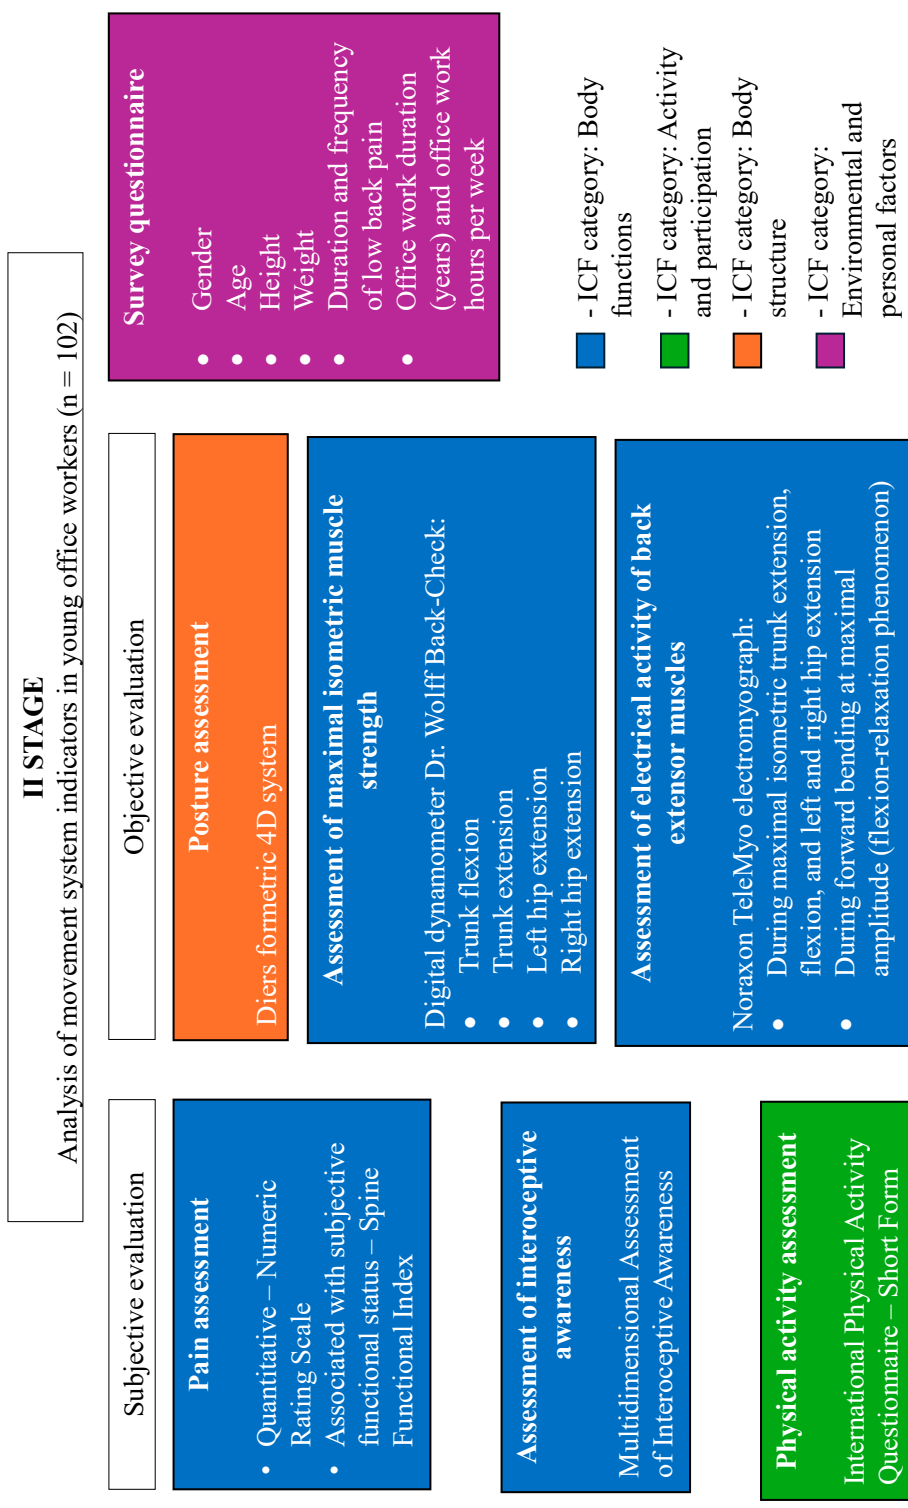 II STAGE
Analysis of movement system indicators in young office workers (n = 102)
Subjective evaluation
Pain assessment
• Quantitative – Numeric
Rating Scale
• Associated with subjective
functional status – Spine
Functional Index
Assessment of interoceptive
awareness
Multidimensional Assessment
of Interoceptive Awareness
Physical activity assessment
International Physical Activity
Questionnaire – Short Form
Objective evaluation
Posture assessment
Diers formetric 4D system
Assessment of maximal isometric muscle
strength
Digital dynamometer Dr. Wolff Back-Check:
• Trunk flexion
• Trunk extension
• Left hip extension
• Right hip extension
Assessment of electrical activity of back
extensor muscles
Noraxon TeleMyo electromyograph:
• During maximal isometric trunk extension,
flexion, and left and right hip extension
• During forward bending at maximal
amplitude (flexion-relaxation phenomenon)
Survey questionnaire
• Gender
• Age
• Height
• Weight
• Duration and frequency
of low back pain
• Office work duration
(years) and office work
hours per week
- ICF category: Body
functions
- ICF category: Activity
and participation
- ICF category: Body
structure
- ICF category:
Environmental and
personal factors